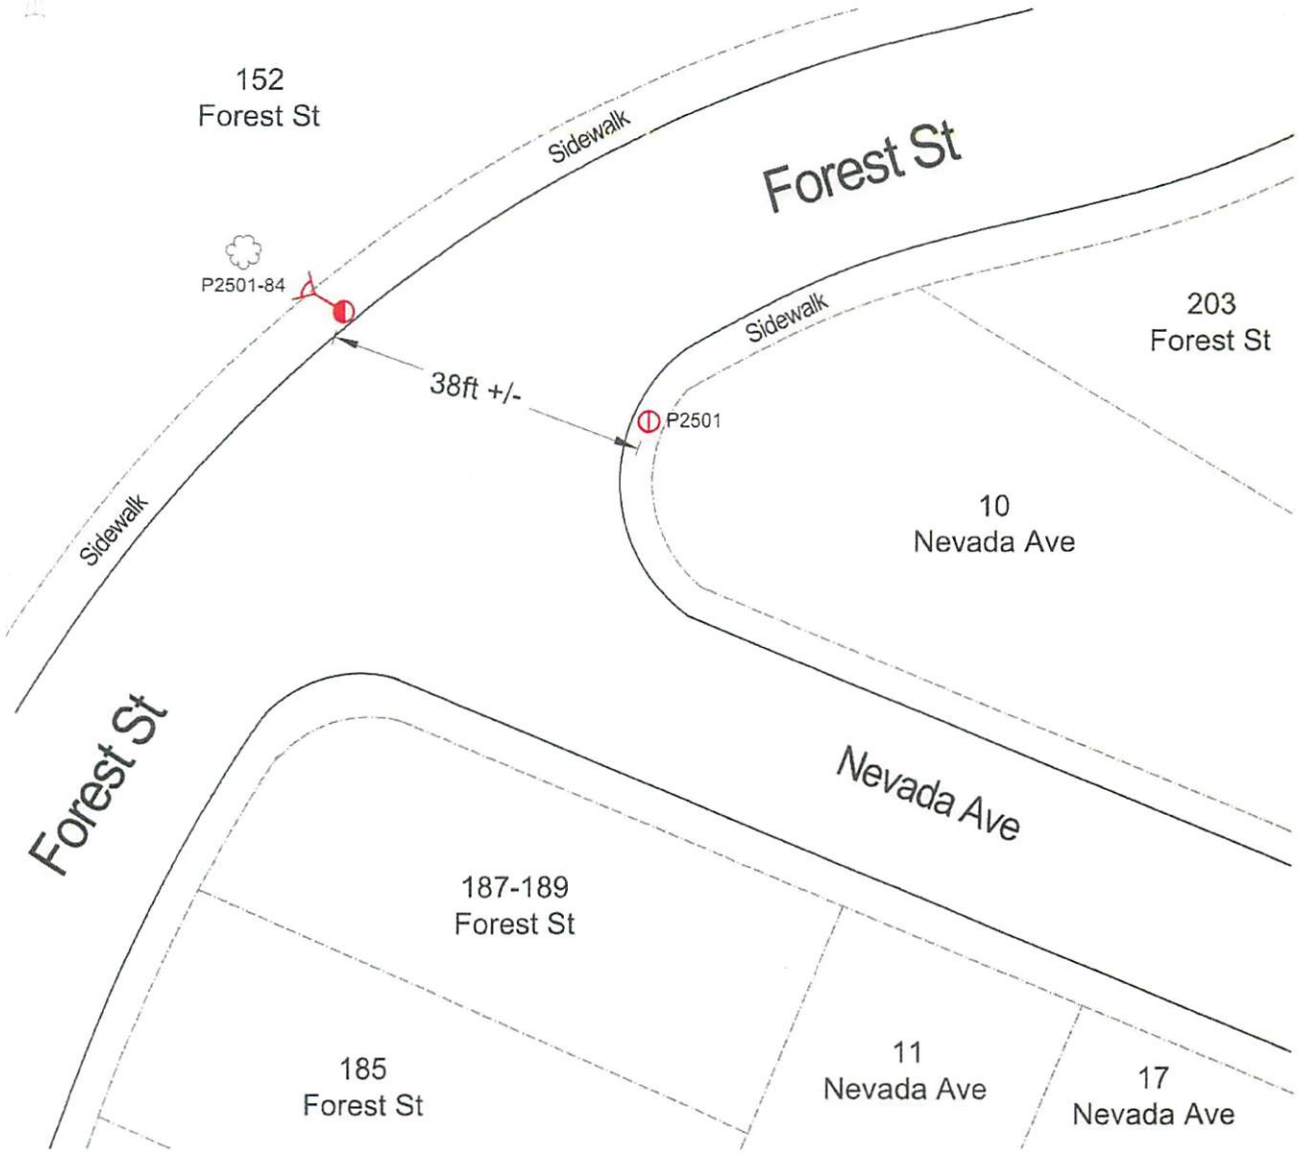 152
Forest St
Sidewalk
Forest St
P2501-84
203
Forest St
Sidewalk
38ft +/-
P2501
10
Nevada Ave
Sidewalk
Forest St
Nevada Ave
187-189
Forest St
185
Forest St
11
Nevada Ave
17
Nevada Ave